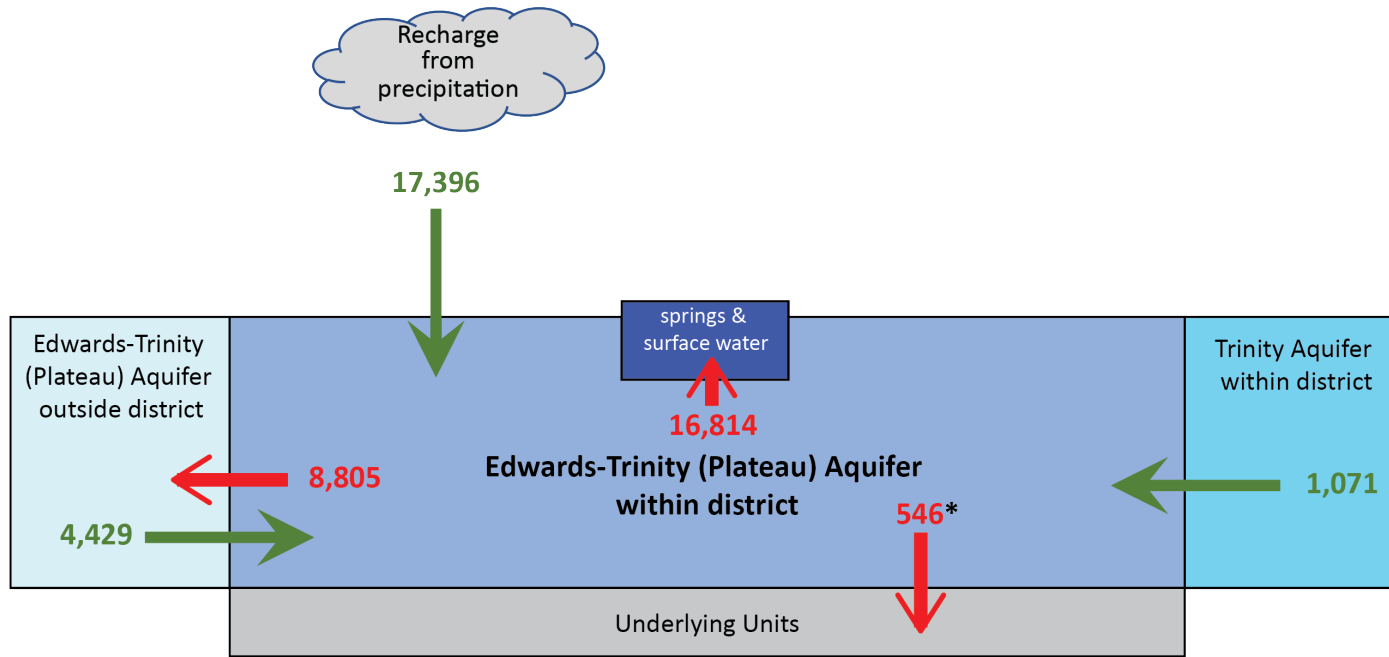 Recharge
from
precipitation
17,396
springs &
surface water
Edwards-Trinity
(Plateau) Aquifer
outside district
Trinity Aquifer
within district
16,814
Edwards-Trinity (Plateau) Aquifer
within district
8,805
1,071
546*
4,429
Underlying Units